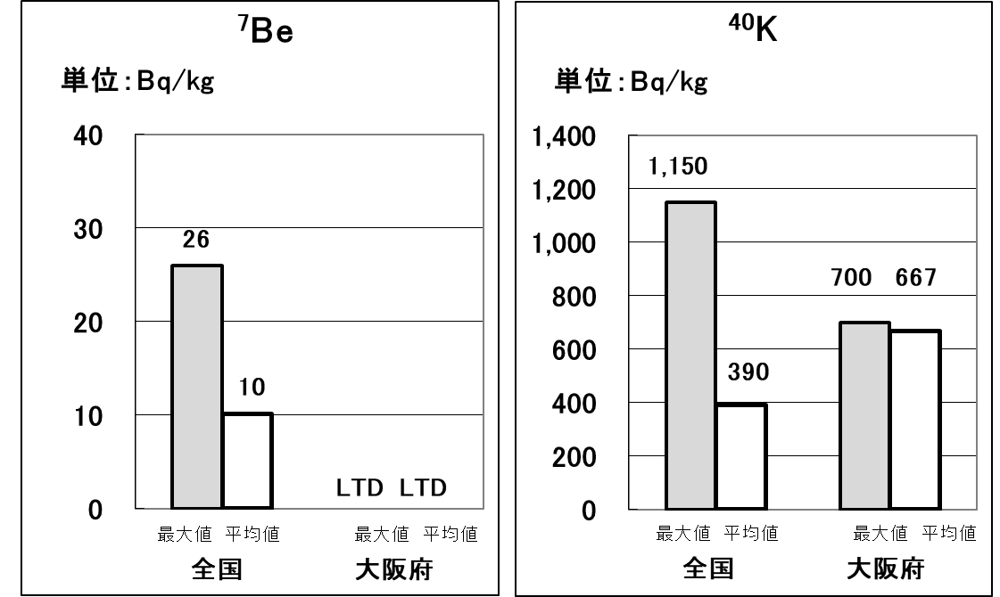 ⁷Be
単位：Bq/kg
40
30
20
10
0
26
10
LTD LTD
最大値 平均値 最大値 平均値
全国 大阪府
⁴⁰K
単位：Bq/kg
1,400
1,200
1,000
800
600
400
200
0
1,150
390
700 667
最大値 平均値 最大値 平均値
全国 大阪府